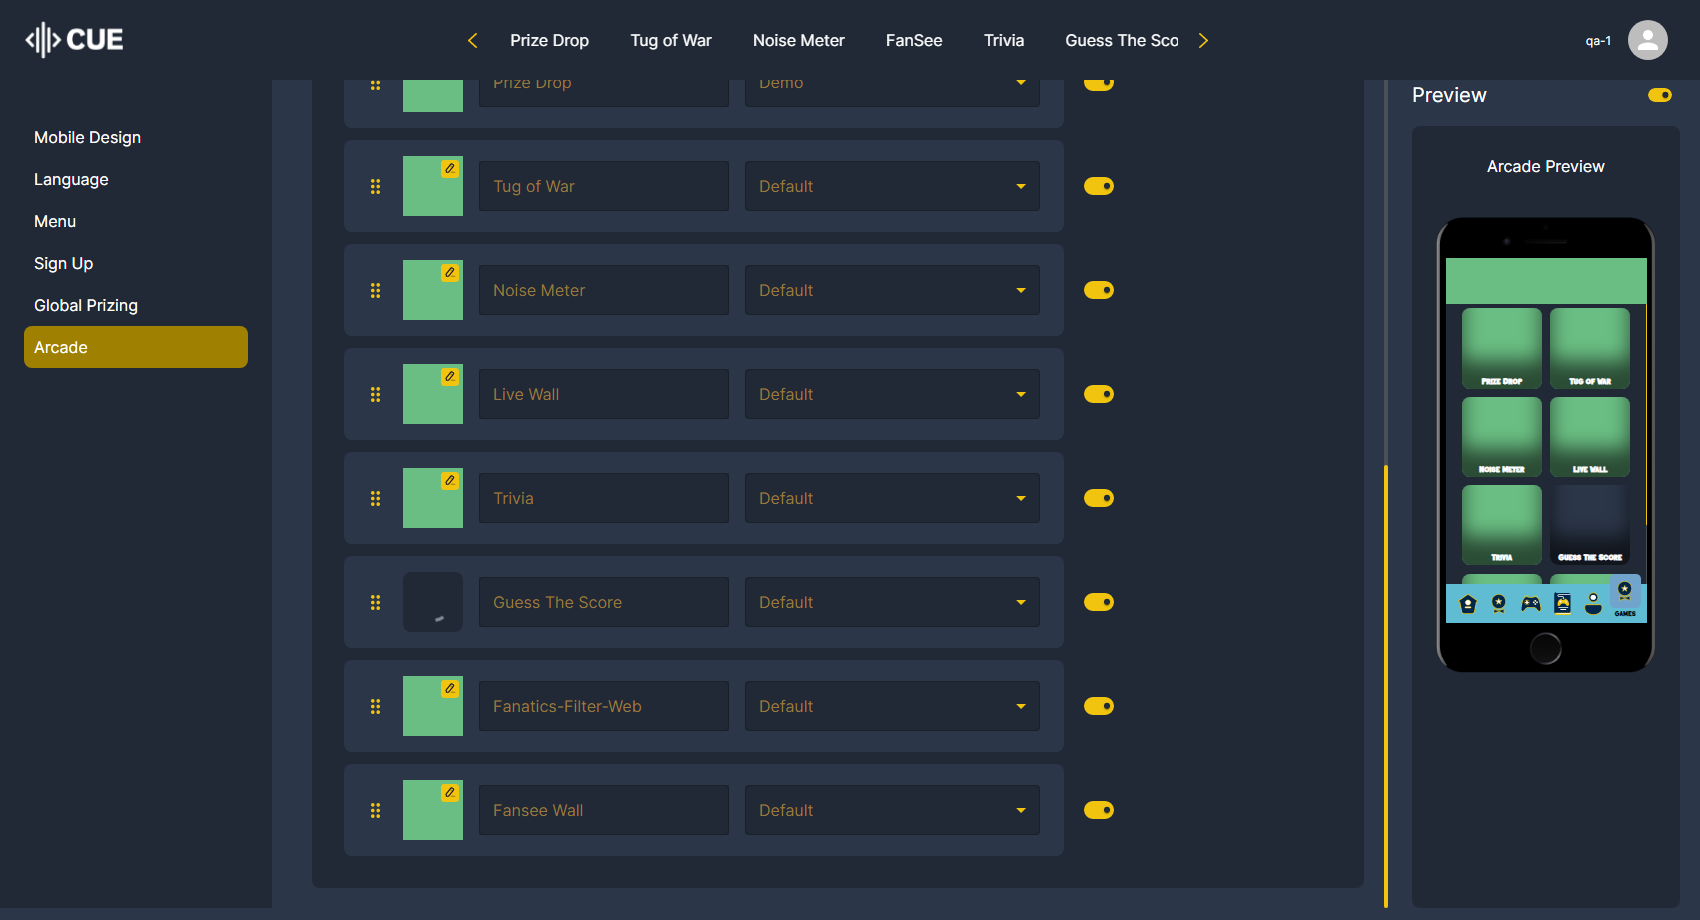 CUE
Prize Drop
Tug of War
Noise Meter
FanSee
Trivia
Guess The Sco
qa-1
Mobile Design
Language
Menu
Sign Up
Global Prizing
Arcade
Prize Drop
Demo
Tug of War
Default
Noise Meter
Default
Live Wall
Default
Trivia
Default
Guess The Score
Default
Fanatics-Filter-Web
Default
Fansee Wall
Default
Preview
Arcade Preview
Prize Drop
Tug of War
Noise Meter
Live Wall
Trivia
Guess The Score
GAMES